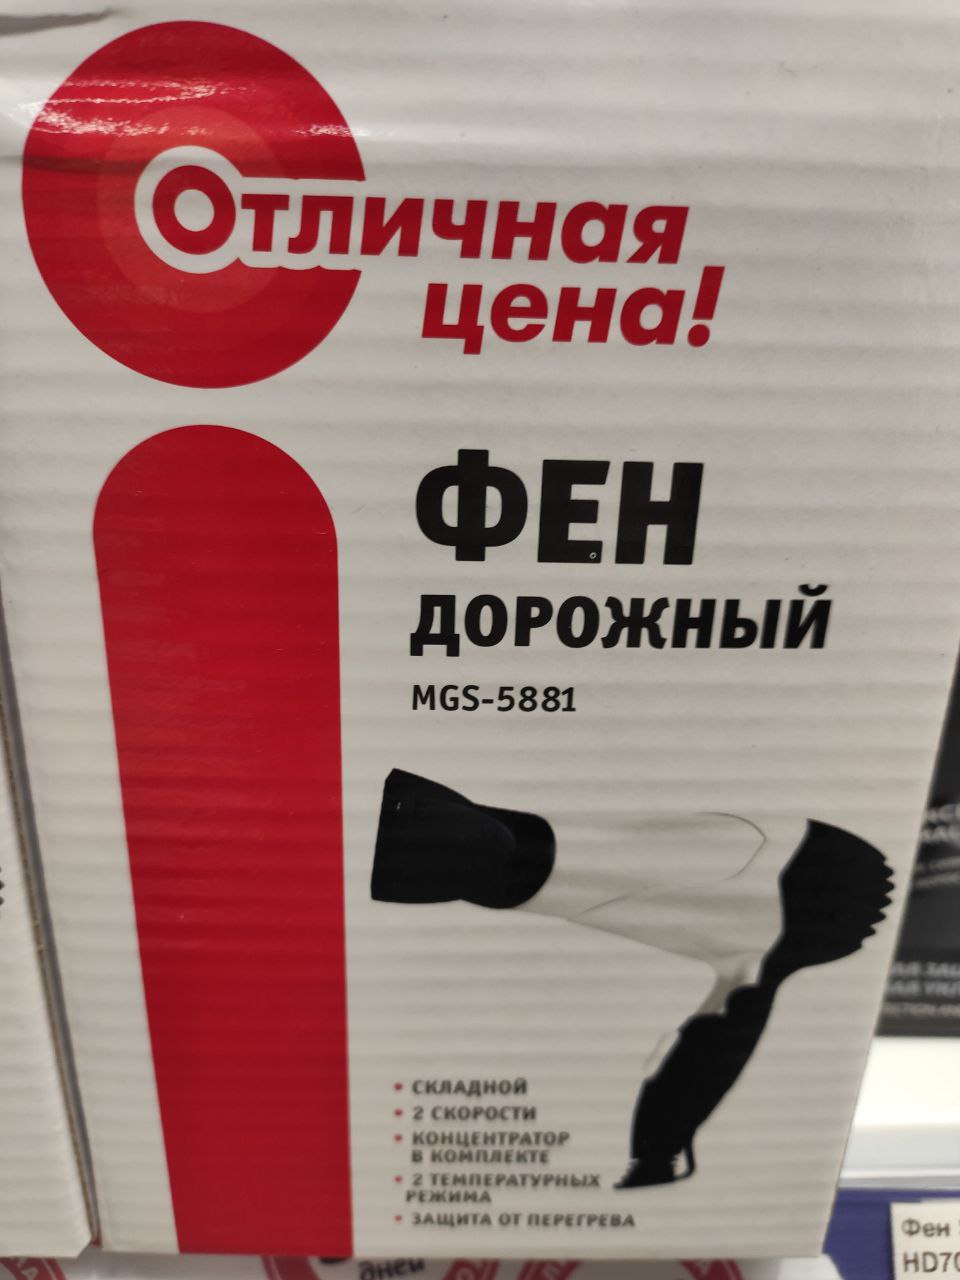 Отличная
цена!
ФЕН
ДОРОЖНЫЙ
MGS-5881
• СКЛАДНОЙ
• 2 СКОРОСТИ
• КОНЦЕНТРАТОР
В КОМПЛЕКТЕ
• 2 ТЕМПЕРАТУРНЫХ
РЕЖИМА
• ЗАЩИТА ОТ ПЕРЕГРЕВА
Фен
HD70
дней